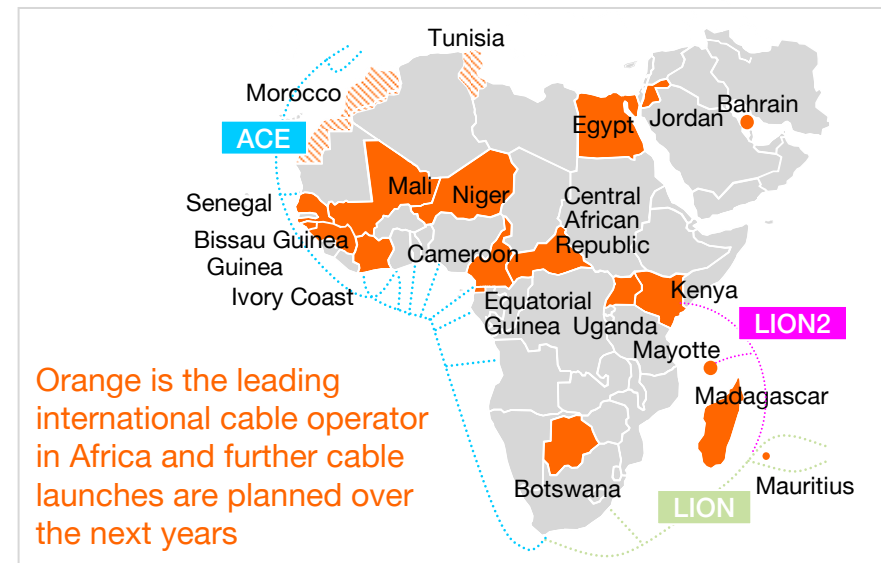 Tunisia
Morocco
ACE
Egypt
Jordan
Bahrain
Mali
Niger
Senegal
Central
African
Republic
Bissau Guinea
Guinea
Cameroon
Ivory Coast
Equatorial
Guinea
Uganda
Kenya
LION2
Mayotte
Madagascar
Orange is the leading
international cable operator
in Africa and further cable
launches are planned over
the next years
Botswana
LION
Mauritius